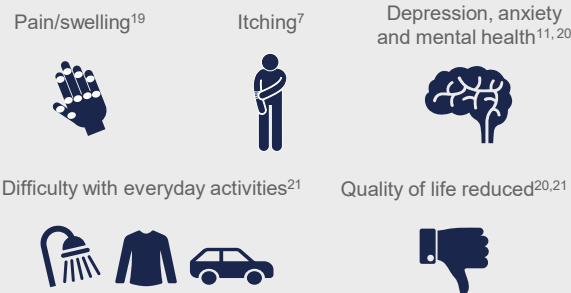 Pain/swelling19
Itching7
Depression, anxiety
and mental health11, 20
Difficulty with everyday activities21
Quality of life reduced20,21